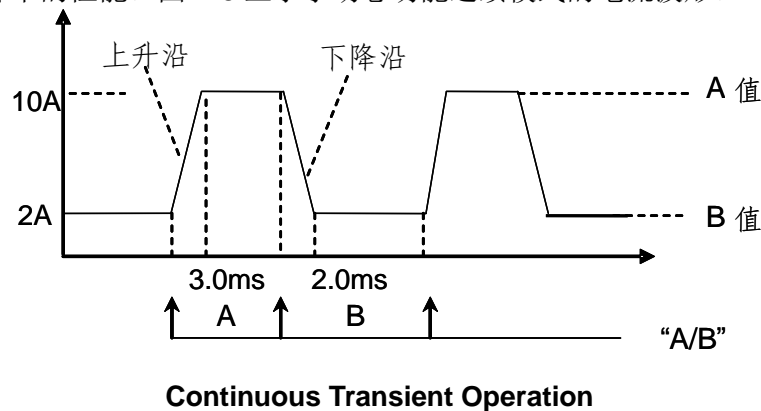 上升沿
下降沿
10A
A 值
2A
B 值
3.0ms
2.0ms
A
B
“A/B”
Continuous Transient Operation